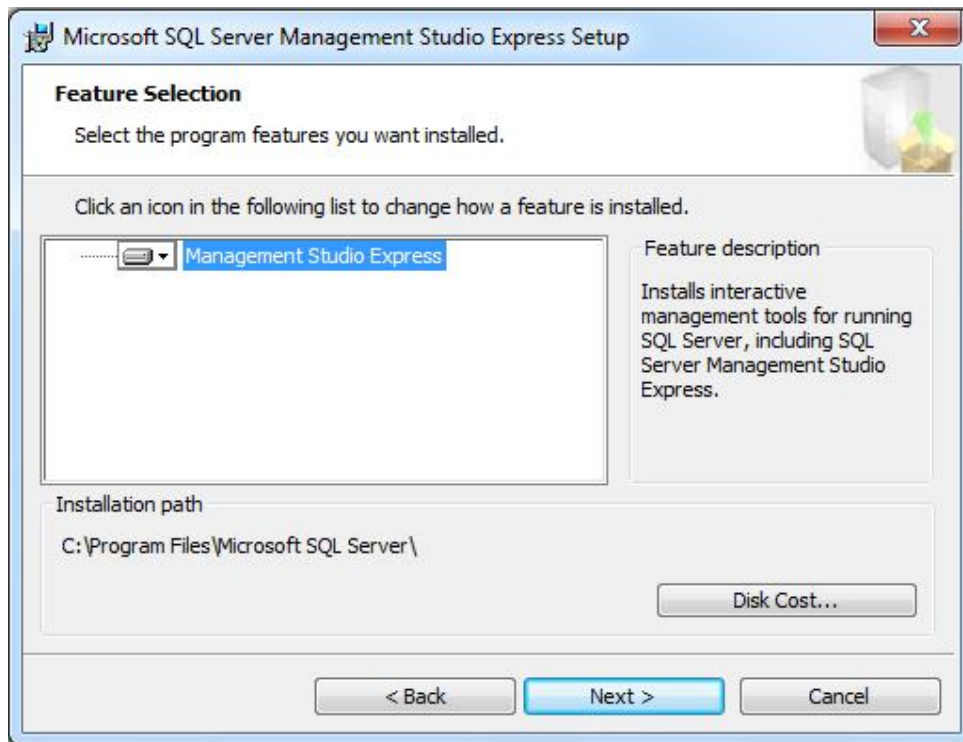 Microsoft SQL Server Management Studio Express Setup
Feature Selection
Select the program features you want installed.
Click an icon in the following list to change how a feature is installed.
Management Studio Express
Feature description
Installs interactive
management tools for running
SQL Server, including SQL
Server Management Studio
Express.
Installation path
C:\Program Files\Microsoft SQL Server\
Disk Cost...
< Back
Next >
Cancel